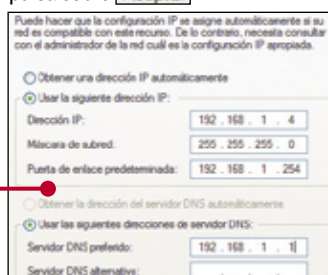 Puede hacer que la configuración IP se asigne automáticamente si su
red es compatible con este recurso. De lo contrario, necesita consultar
con el administrador de la red cuál es la configuración IP apropiada.
Obtener una dirección IP automáticamente
Usar la siguiente dirección IP:
Dirección IP: 192 . 168 . 1 . 4
Máscara de subred: 255 . 255 . 255 . 0
Puerta de enlace predeterminada: 192 . 168 . 1 . 254
Obtener la dirección del servidor DNS automáticamente
Usar las siguientes direcciones de servidor DNS:
Servidor DNS preferido: 192 . 168 . 1 . 1
Servidor DNS alternativo: